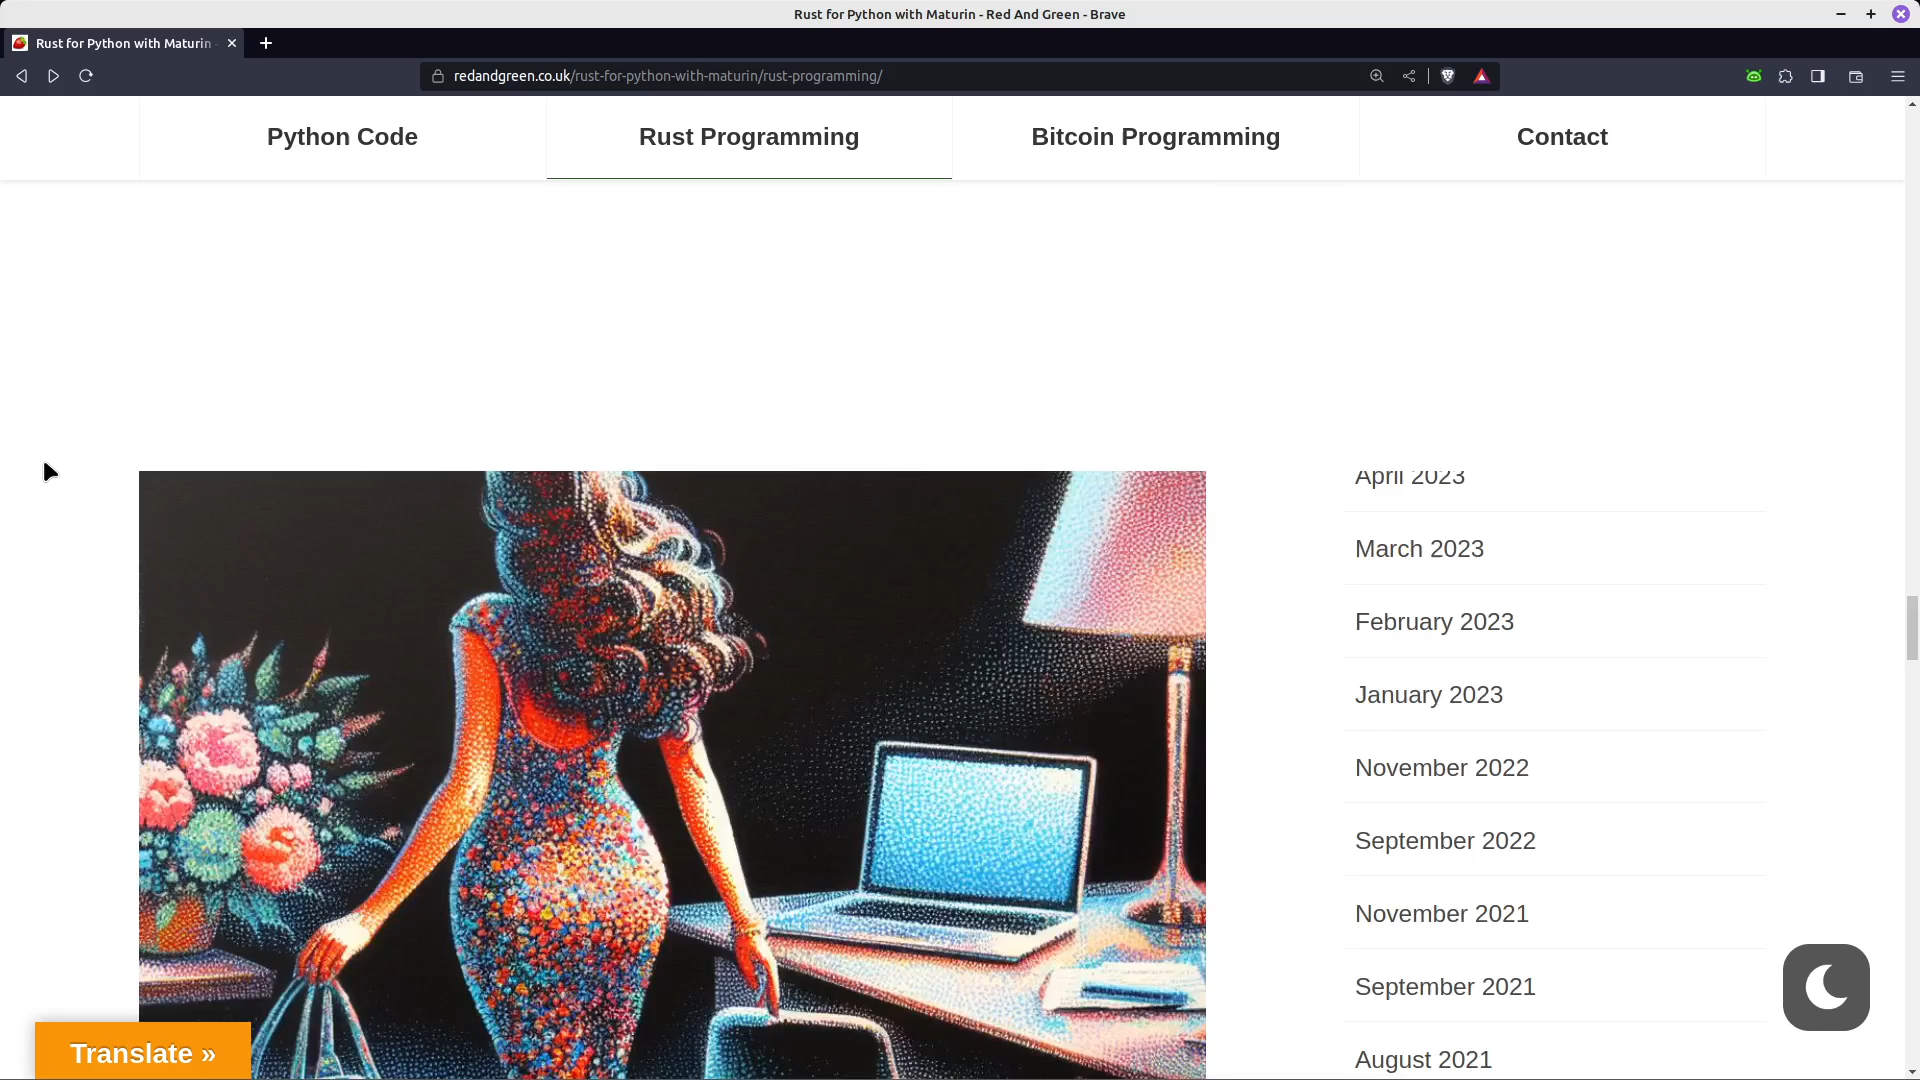 Rust for Python with Maturin - Red And Green - Brave
Rust for Python with Maturin -
redandgreen.co.uk/rust-for-python-with-maturin/rust-programming/
Python Code
Rust Programming
Bitcoin Programming
Contact
April 2023
March 2023
February 2023
January 2023
November 2022
September 2022
November 2021
September 2021
August 2021
Translate »